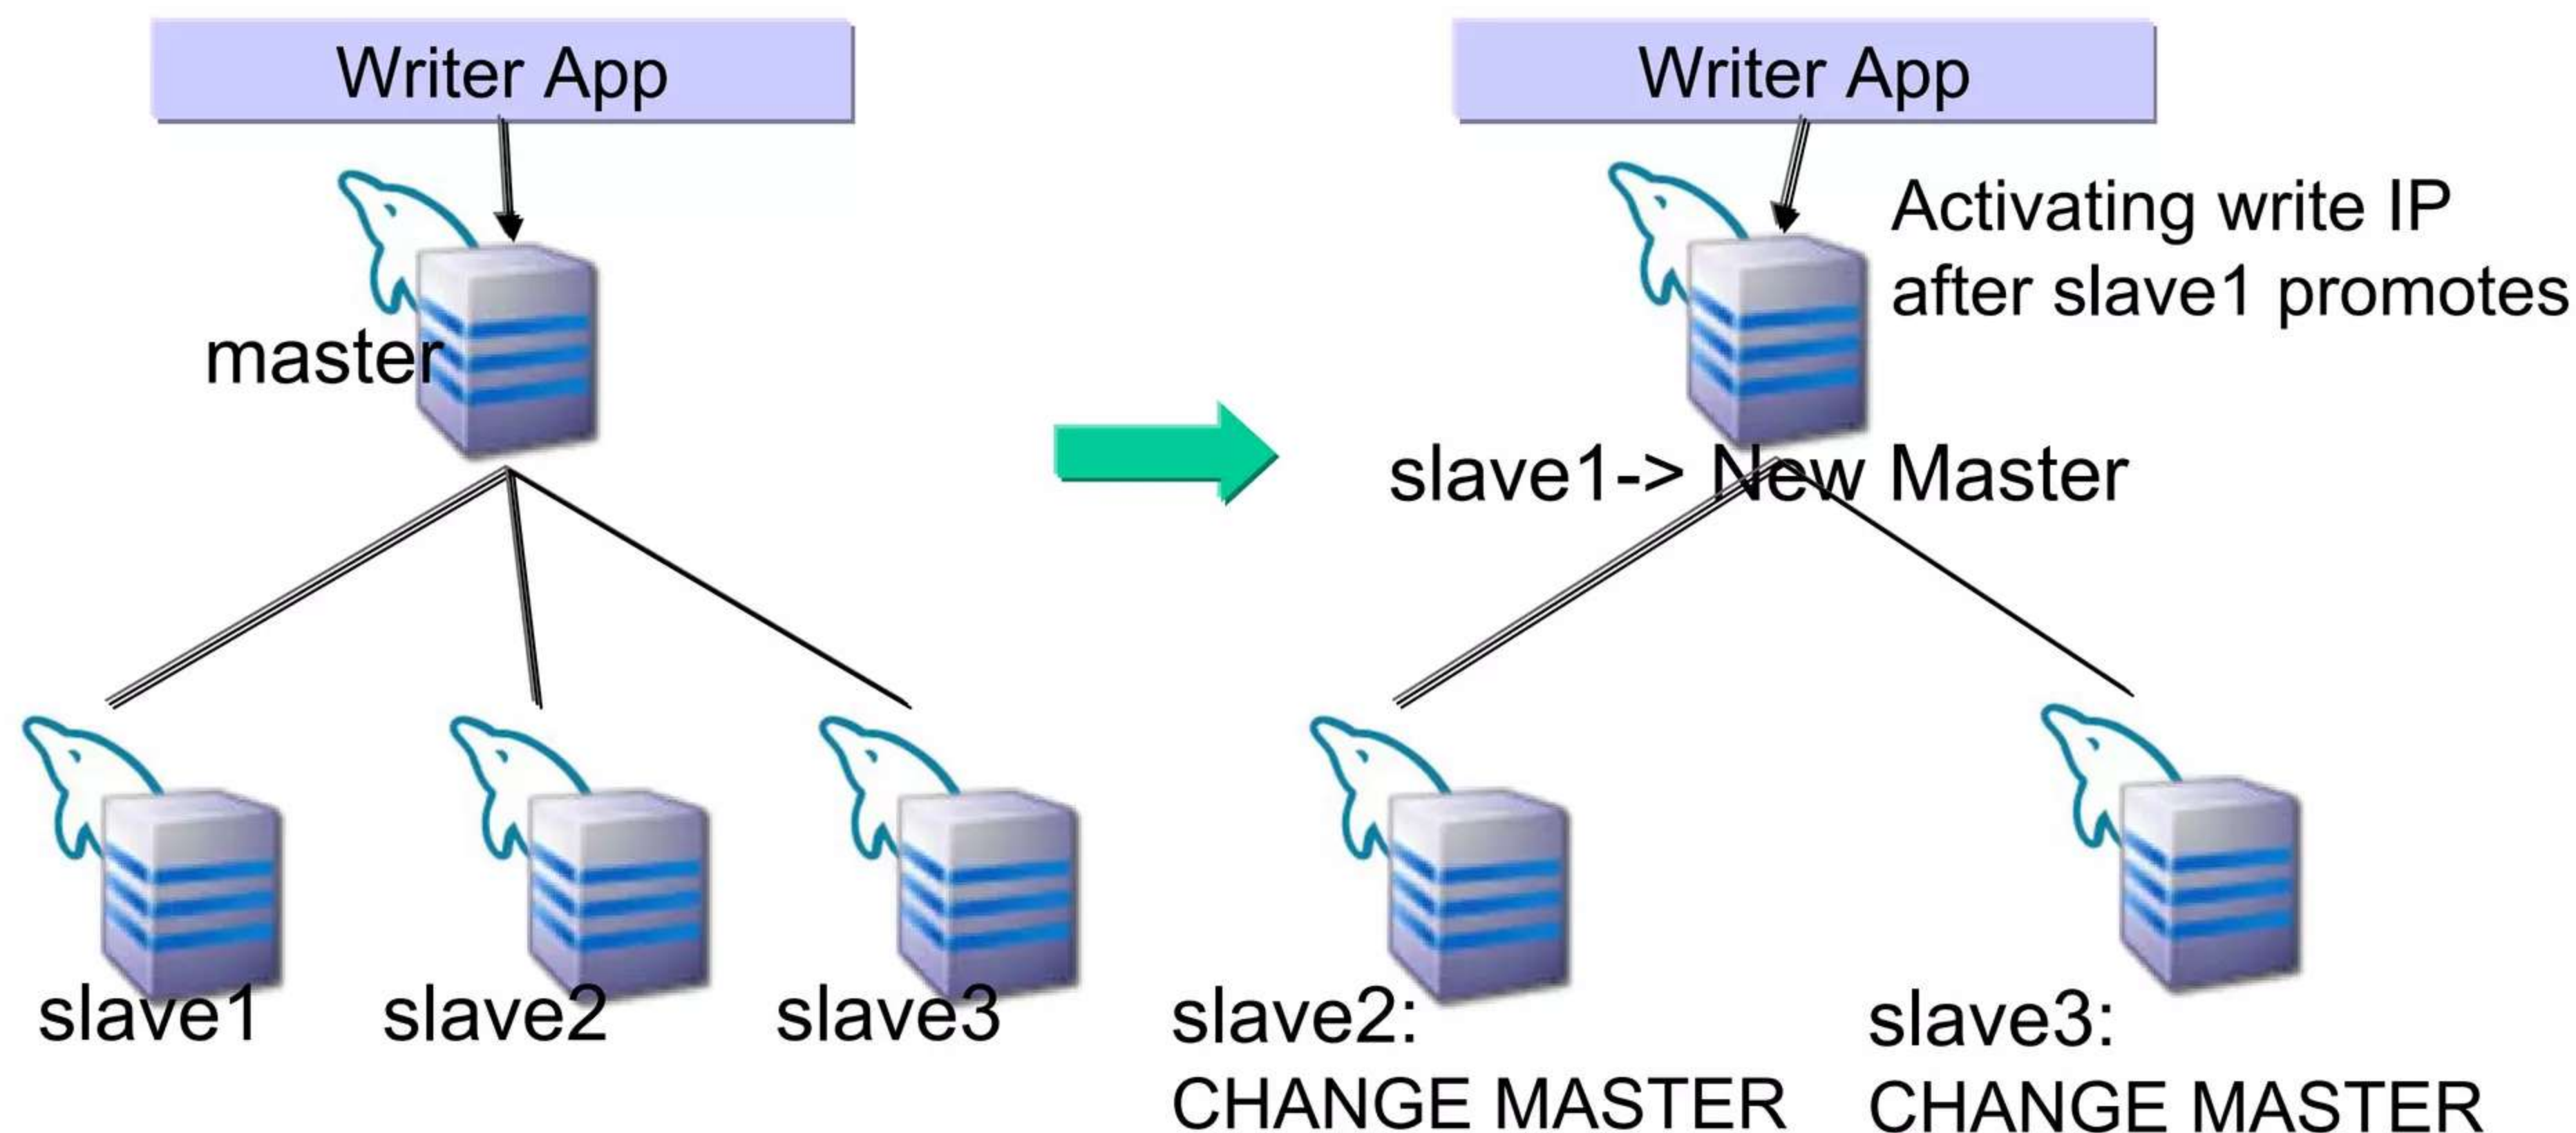 Writer App
master
slave1
slave2
slave3
Writer App
Activating write IP
after slave1 promotes
slave1-> New Master
slave2:
CHANGE MASTER
slave3:
CHANGE MASTER